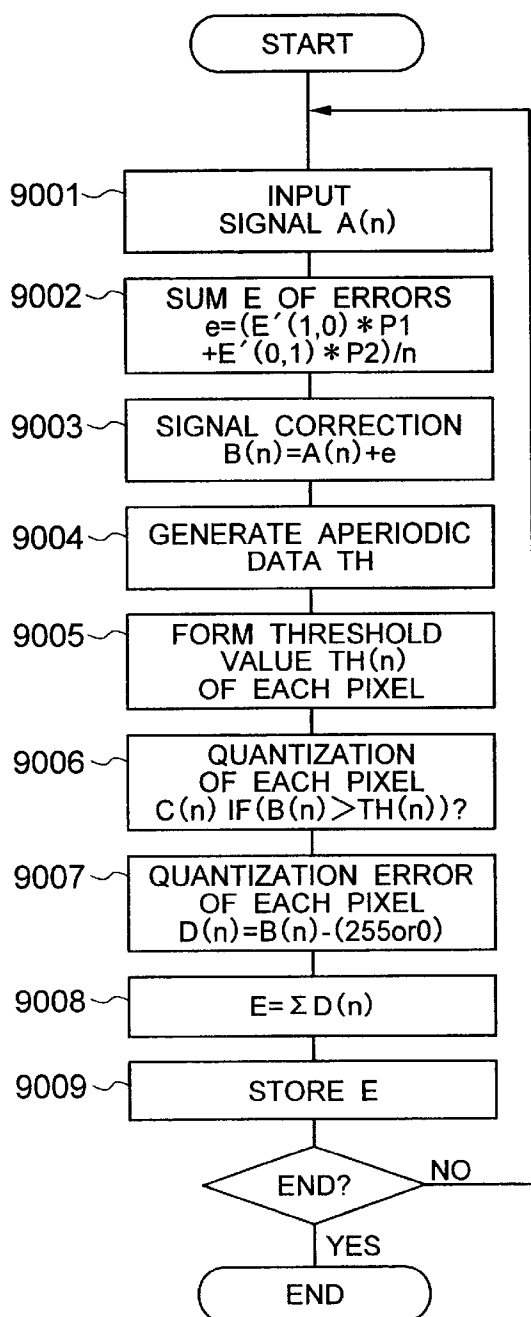 START
9001
INPUT
SIGNAL A(n)
9002
SUM E OF ERRORS
e=(E′(1,0)*P1
+E′(0,1)*P2)/n
9003
SIGNAL CORRECTION
B(n)=A(n)+e
9004
GENERATE APERIODIC
DATA TH
9005
FORM THRESHOLD
VALUE TH(n)
OF EACH PIXEL
9006
QUANTIZATION
OF EACH PIXEL
C(n) IF(B(n)>TH(n))?
9007
QUANTIZATION ERROR
OF EACH PIXEL
D(n)=B(n)-(255or0)
9008
E=ΣD(n)
9009
STORE E
END?
NO
YES
END